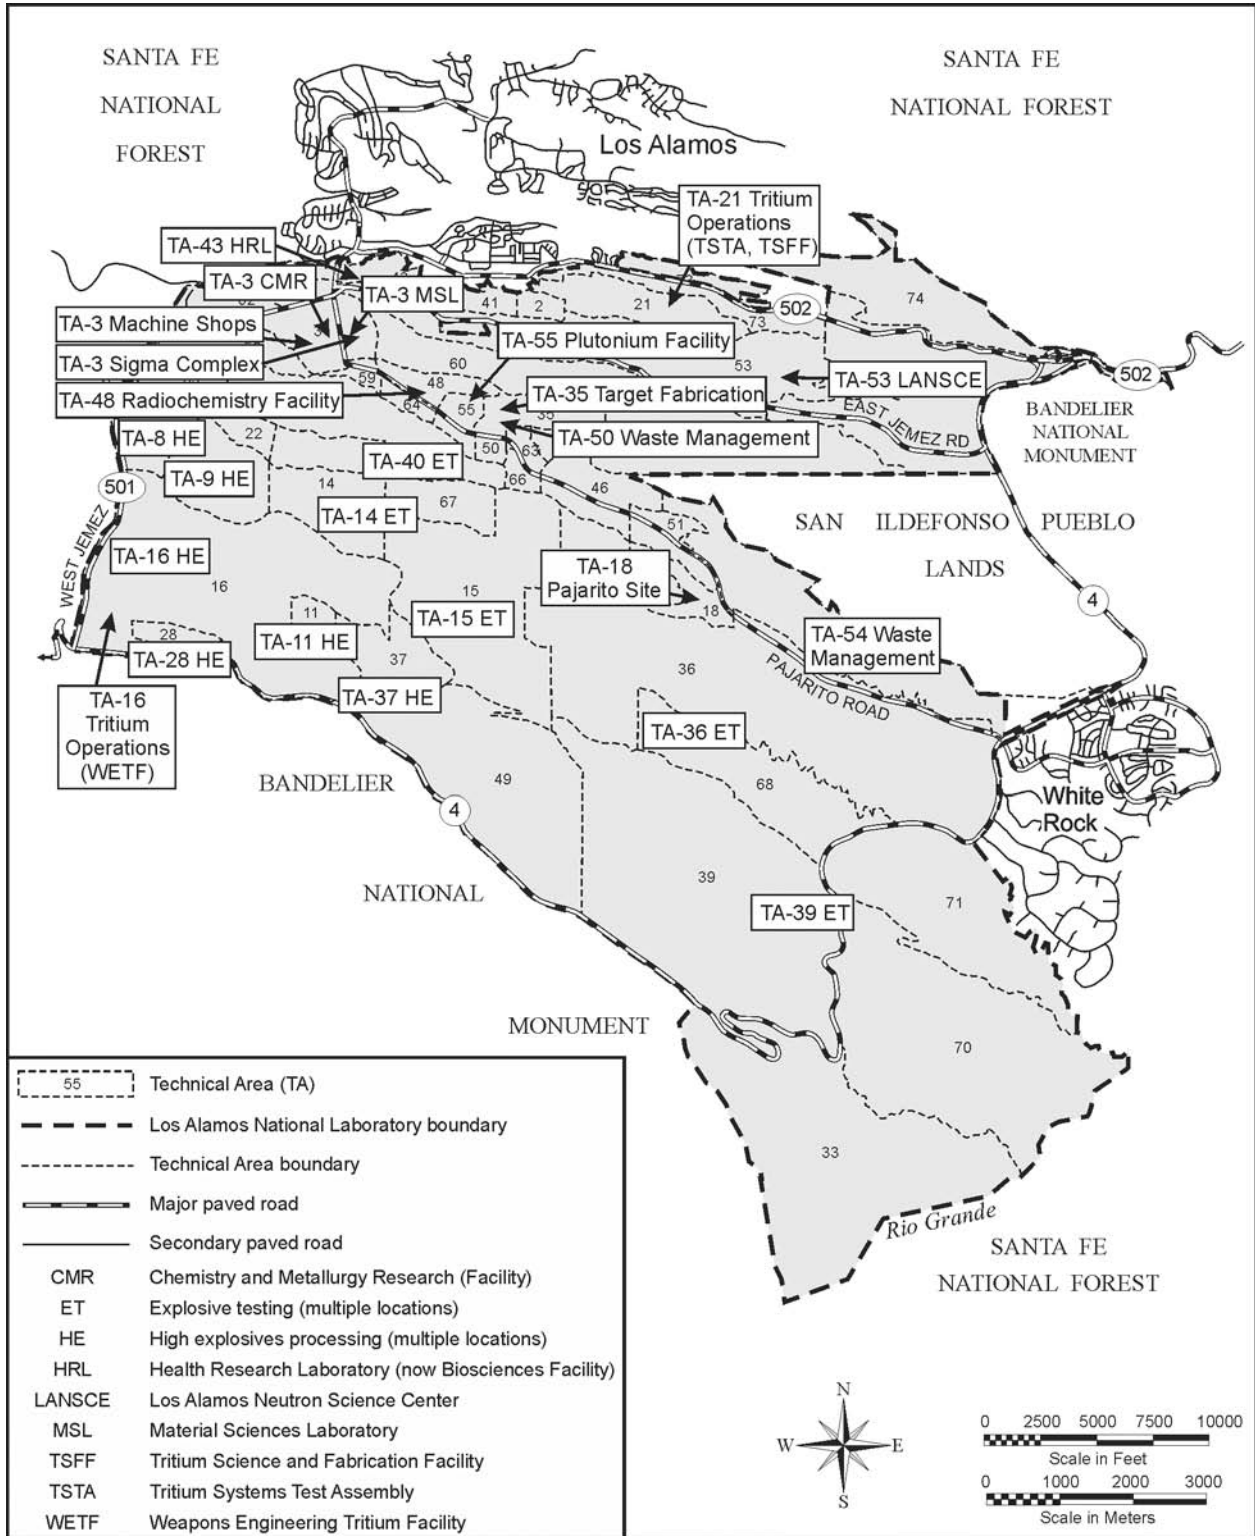 SANTA FE
NATIONAL
FOREST
SANTA FE
NATIONAL FOREST
Los Alamos
TA-21 Tritium
Operations
(TSTA, TSFF)
TA-43 HRL
TA-3 CMR
TA-3 MSL
41
2
21
73
502
74
TA-3 Machine Shops
TA-55 Plutonium Facility
TA-3 Sigma Complex
60
53
502
59
48
TA-53 LANSCE
TA-48 Radiochemistry Facility
64
55
TA-35 Target Fabrication
35
EAST
JEMEZ RD
BANDELIER
NATIONAL
MONUMENT
TA-8 HE
22
TA-50 Waste Management
50
63
TA-40 ET
TA-9 HE
501
14
67
66
46
TA-14 ET
51
SAN ILDEFONSO PUEBLO
LANDS
WEST JEMEZ
TA-16 HE
16
15
TA-18
Pajarito Site
18
4
11
TA-15 ET
28
TA-11 HE
TA-28 HE
37
36
TA-54 Waste
Management
PAJARITO ROAD
TA-37 HE
TA-16
Tritium
Operations
(WETF)
TA-36 ET
BANDELIER
49
68
4
White
Rock
NATIONAL
39
TA-39 ET
71
MONUMENT
70
33
Rio Grande
SANTA FE
NATIONAL FOREST
55 Technical Area (TA)
Los Alamos National Laboratory boundary
Technical Area boundary
Major paved road
Secondary paved road
CMR Chemistry and Metallurgy Research (Facility)
ET Explosive testing (multiple locations)
HE High explosives processing (multiple locations)
HRL Health Research Laboratory (now Biosciences Facility)
LANSCE Los Alamos Neutron Science Center
MSL Material Sciences Laboratory
TSFF Tritium Science and Fabrication Facility
TSTA Tritium Systems Test Assembly
WETF Weapons Engineering Tritium Facility
N
W E
S
0 2500 5000 7500 10000
Scale in Feet
0 1000 2000 3000
Scale in Meters